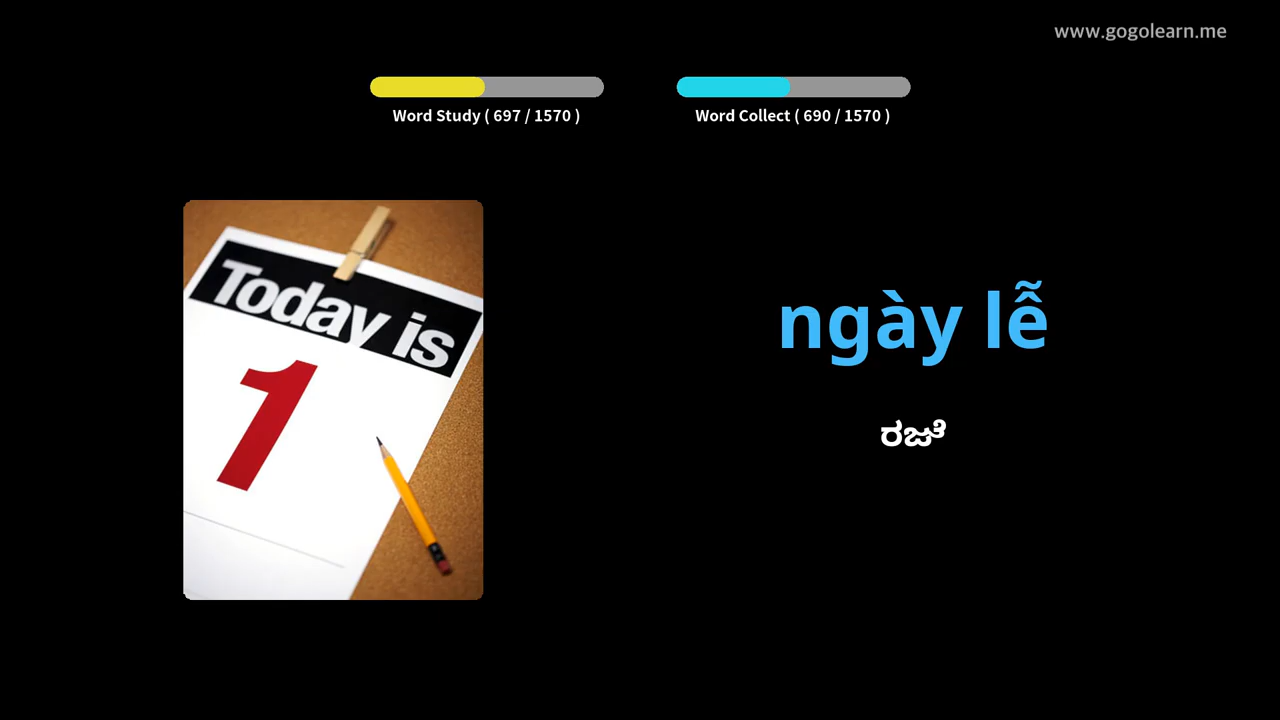 www.gogolearn.me
Word Study ( 697 / 1570 )
Word Collect ( 690 / 1570 )
Today is
1
ngày lễ
ರಜೆ